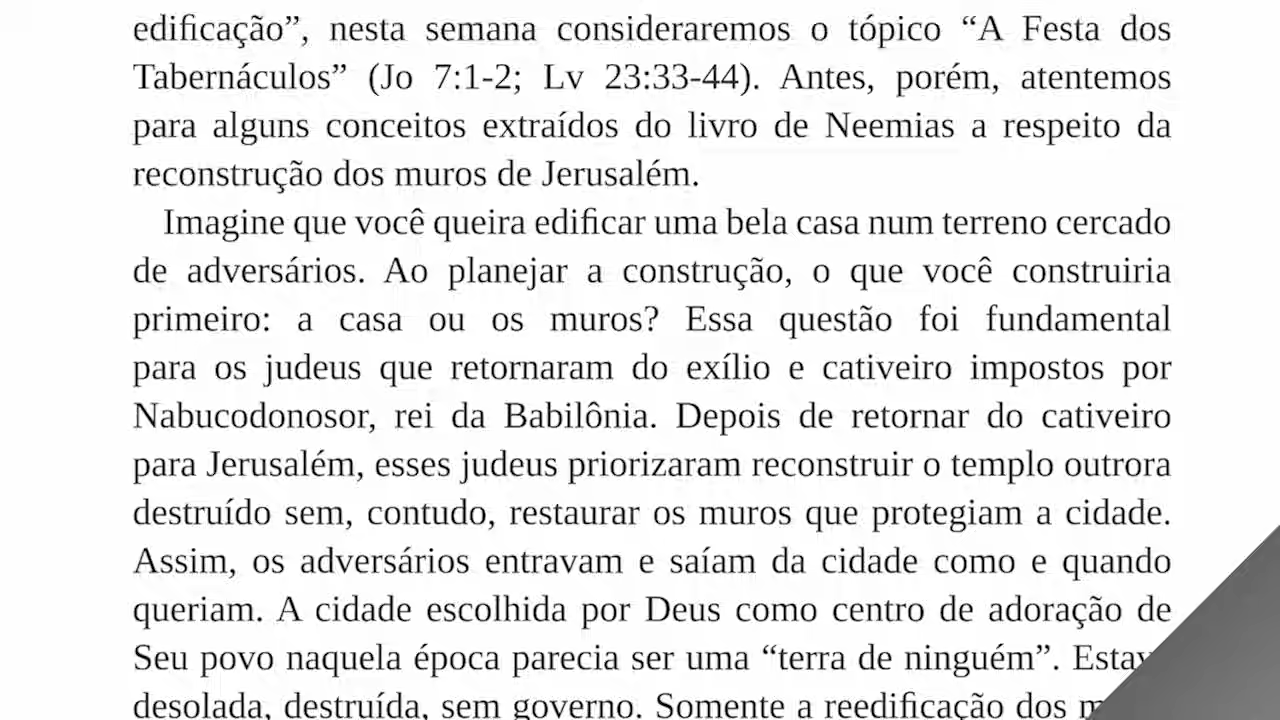 edificação”, nesta semana consideraremos o tópico “A Festa dos
Tabernáculos” (Jo 7:1-2; Lv 23:33-44). Antes, porém, atentemos
para alguns conceitos extraídos do livro de Neemias a respeito da
reconstrução dos muros de Jerusalém.
Imagine que você queira edificar uma bela casa num terreno cercado
de adversários. Ao planejar a construção, o que você construiria
primeiro: a casa ou os muros? Essa questão foi fundamental
para os judeus que retornaram do exílio e cativeiro impostos por
Nabucodonosor, rei da Babilônia. Depois de retornar do cativeiro
para Jerusalém, esses judeus priorizaram reconstruir o templo outrora
destruído sem, contudo, restaurar os muros que protegiam a cidade.
Assim, os adversários entravam e saíam da cidade como e quando
queriam. A cidade escolhida por Deus como centro de adoração de
Seu povo naquela época parecia ser uma “terra de ninguém”.
desolada, destruída, sem governo. Somente a reedificação dos